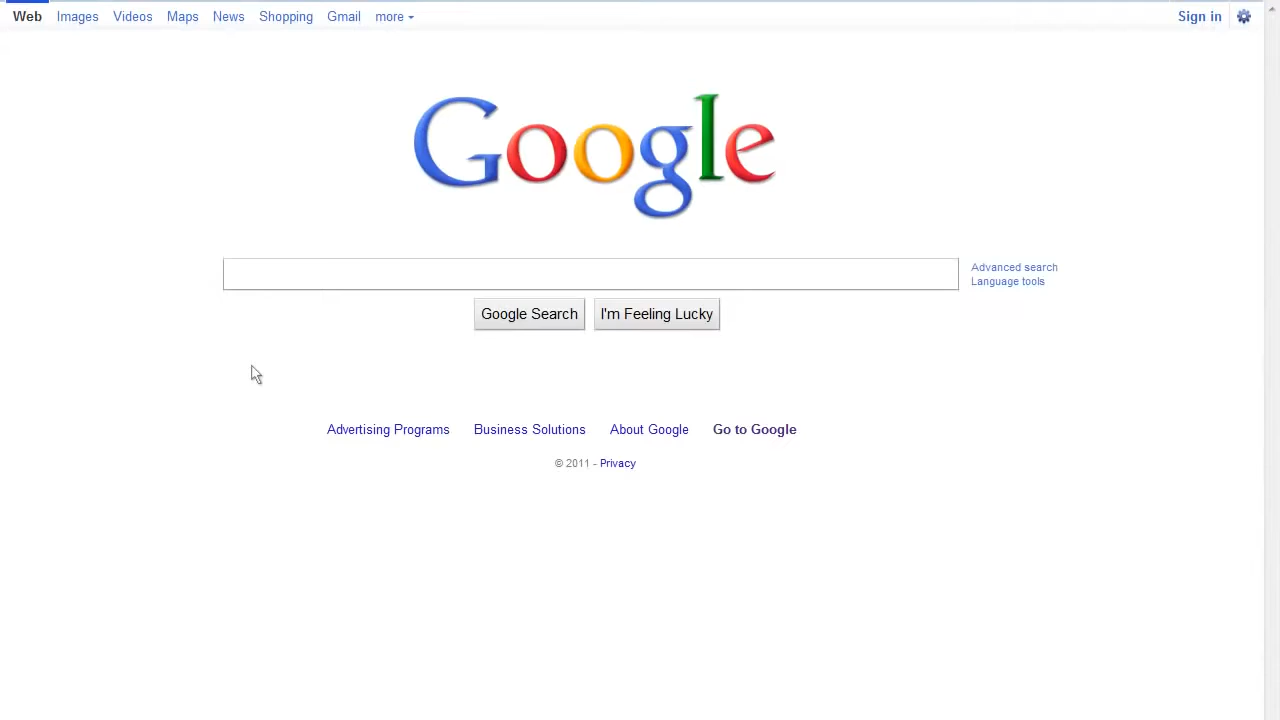 Web Images Videos Maps News Shopping Gmail more Sign in
Google
Advanced search
Language tools
Google Search I'm Feeling Lucky
Advertising Programs Business Solutions About Google Go to Google
© 2011 - Privacy